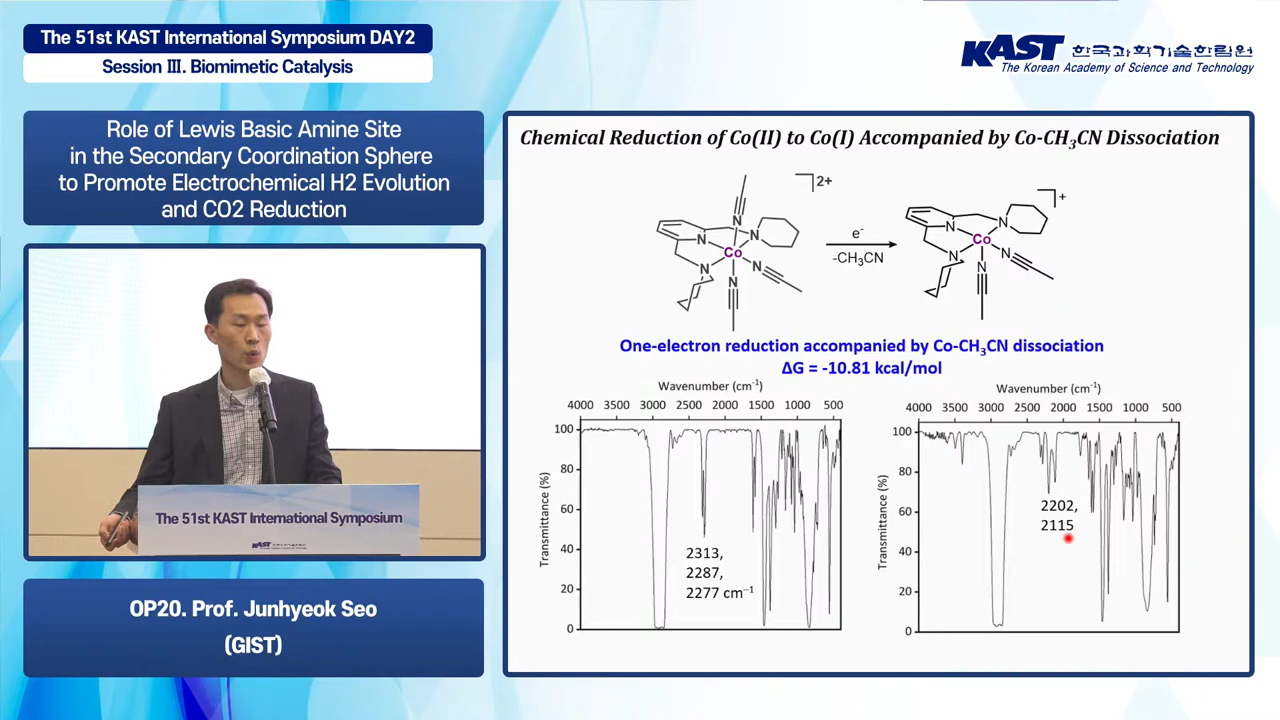 The 51st KAST International Symposium DAY2
Session III. Biomimetic Catalysis
KAST 한국과학기술한림원
The Korean Academy of Science and Technology
Role of Lewis Basic Amine Site
in the Secondary Coordination Sphere
to Promote Electrochemical H2 Evolution
and CO2 Reduction
The 51st KAST International Symposium
KAST
OP20. Prof. Junhyeok Seo
(GIST)
Chemical Reduction of Co(II) to Co(I) Accompanied by Co-CH₃CN Dissociation
2+
N
N
N
N
N
N
Co
e⁻
-CH₃CN
+
N
N
N
N
N
Co
One-electron reduction accompanied by Co-CH₃CN dissociation
ΔG = -10.81 kcal/mol
Wavenumber (cm⁻¹)
4000 3500 3000 2500 2000 1500 1000 500
100
80
60
40
20
0
Transmittance (%)
2313,
2287,
2277 cm⁻¹
Wavenumber (cm⁻¹)
4000 3500 3000 2500 2000 1500 1000 500
100
80
60
40
20
0
Transmittance (%)
2202,
2115